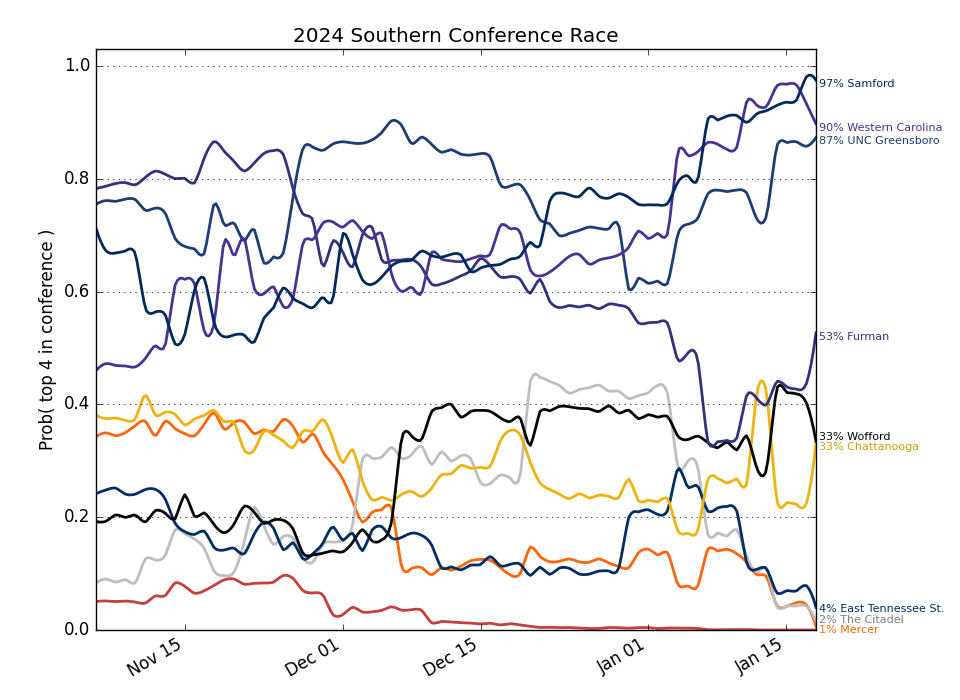 2024 Southern Conference Race
Prob( top 4 in conference )
1.0
0.8
0.6
0.4
0.2
0.0
Nov 15
Dec 01
Dec 15
Jan 01
Jan 15
97% Samford
90% Western Carolina
87% UNC Greensboro
53% Furman
33% Wofford
33% Chattanooga
4% East Tennessee St.
2% The Citadel
1% Mercer